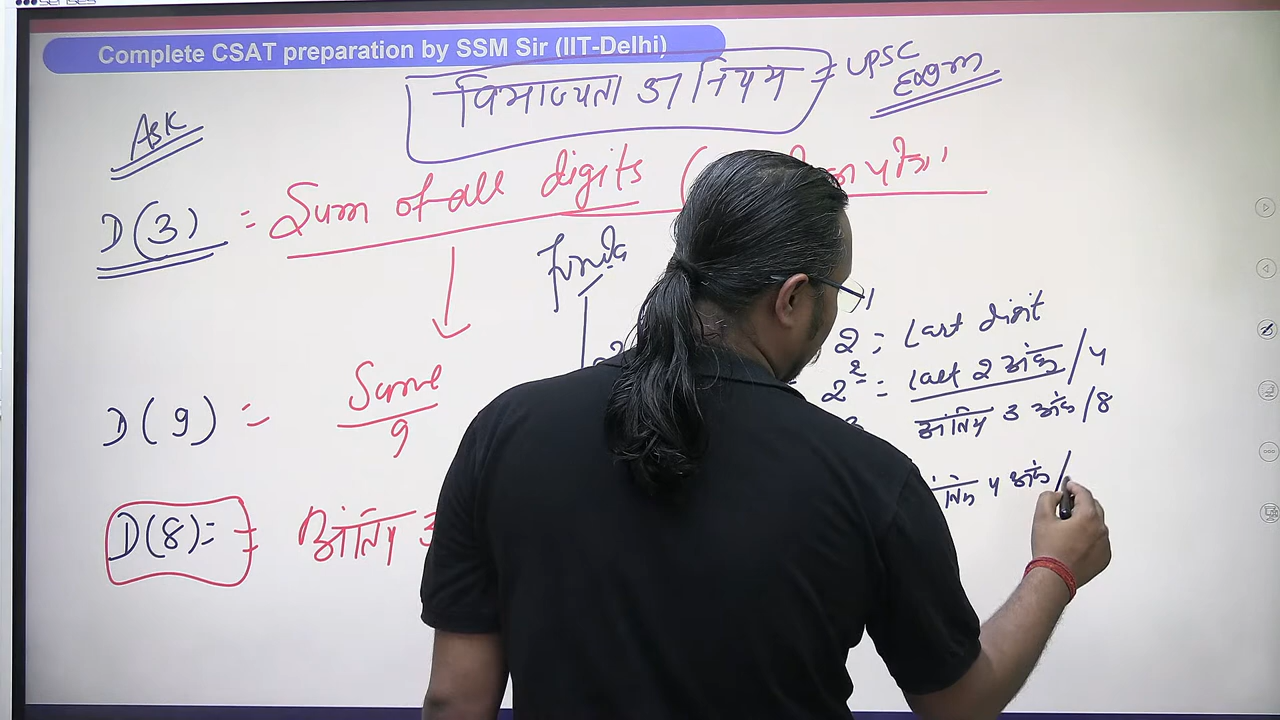 Complete CSAT preparation by SSM Sir (IIT-Delhi)
विभाज्यता का नियम = UPSC Exam
Ask
D(3) = Sum of all digits (
D(9) = Sum/9
D(8) = अंतिम 3
2 = Last digit
2² = Last 2 अंक /4
अंतिम 3 अंक /8
4 अंक /